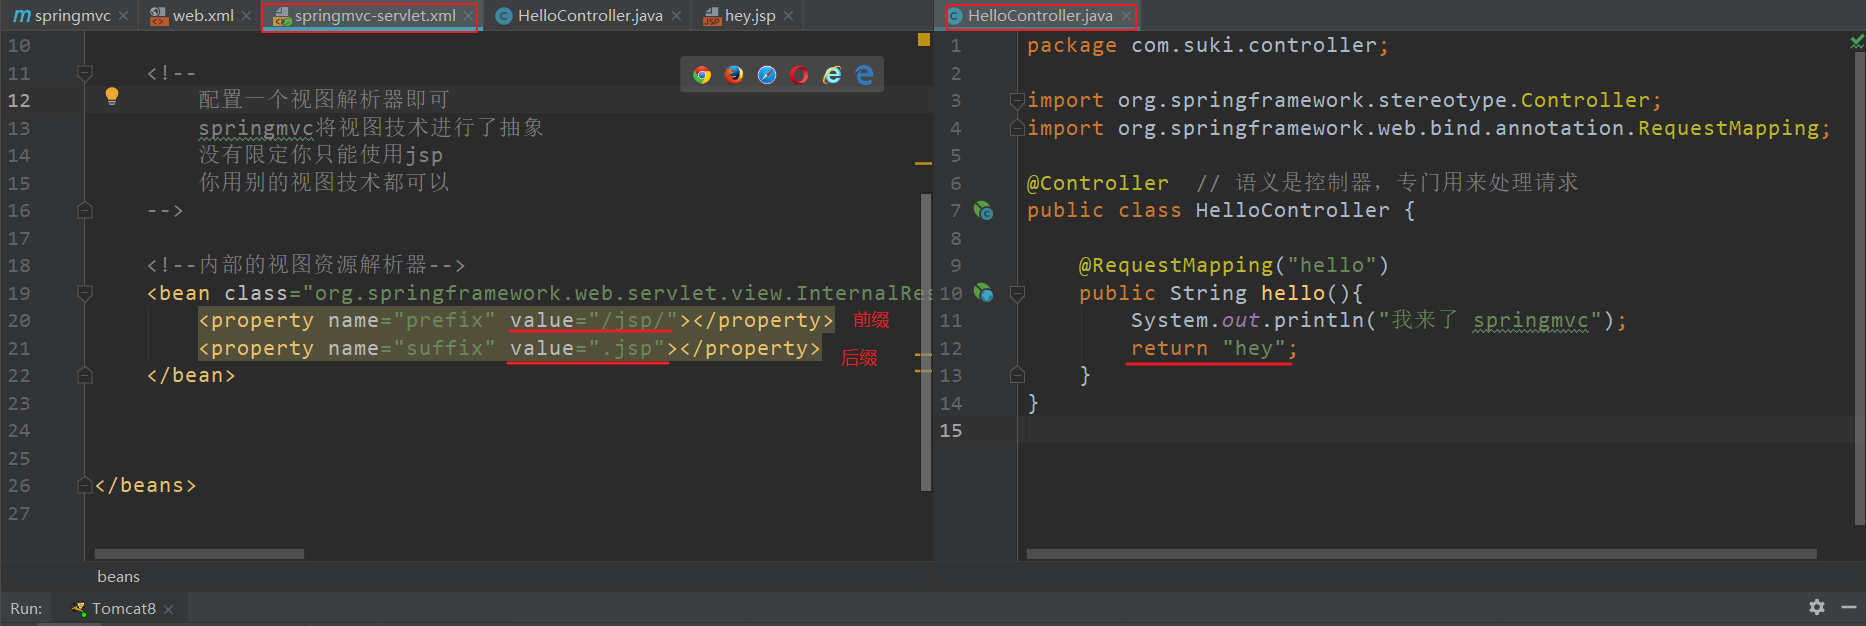 springmvc
web.xml
springmvc-servlet.xml
HelloController.java
hey.jsp
10
11 <!--
12 配置一个视图解析器即可
13 springmvc将视图技术进行了抽象
14 没有限定你只能使用jsp
15 你用别的视图技术都可以
16 -->
17
18 <!--内部的视图资源解析器-->
19 <bean class="org.springframework.web.servlet.view.InternalRes
20 <property name="prefix" value="/jsp/"></property> 前缀
21 <property name="suffix" value=".jsp"></property> 后缀
22 </bean>
23
24
25
26 </beans>
27
beans
HelloController.java
1 package com.suki.controller;
2
3 import org.springframework.stereotype.Controller;
4 import org.springframework.web.bind.annotation.RequestMapping;
5
6 @Controller // 语义是控制器，专门用来处理请求
7 public class HelloController {
8
9 @RequestMapping("hello")
10 public String hello(){
11 System.out.println("我来了 springmvc");
12 return "hey";
13 }
14 }
15
Run: Tomcat8